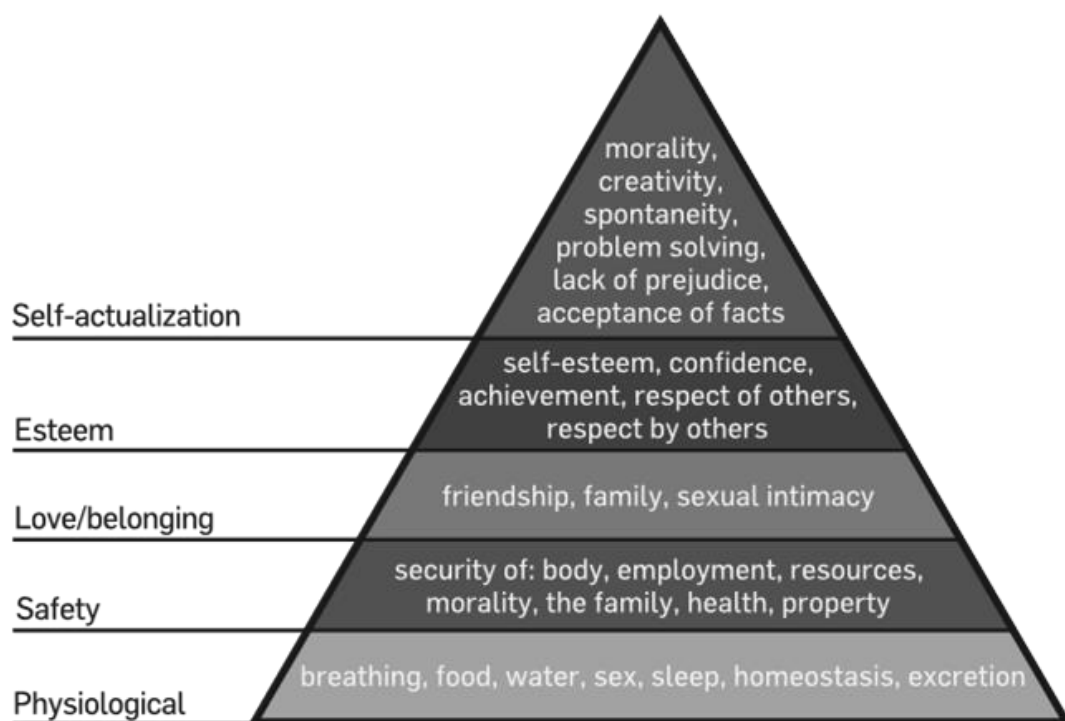 morality,
creativity,
spontaneity,
problem solving,
lack of prejudice,
acceptance of facts
Self-actualization
self-esteem, confidence,
achievement, respect of others,
respect by others
Esteem
friendship, family, sexual intimacy
Love/belonging
security of: body, employment, resources,
morality, the family, health, property
Safety
breathing, food, water, sex, sleep, homeostasis, excretion
Physiological